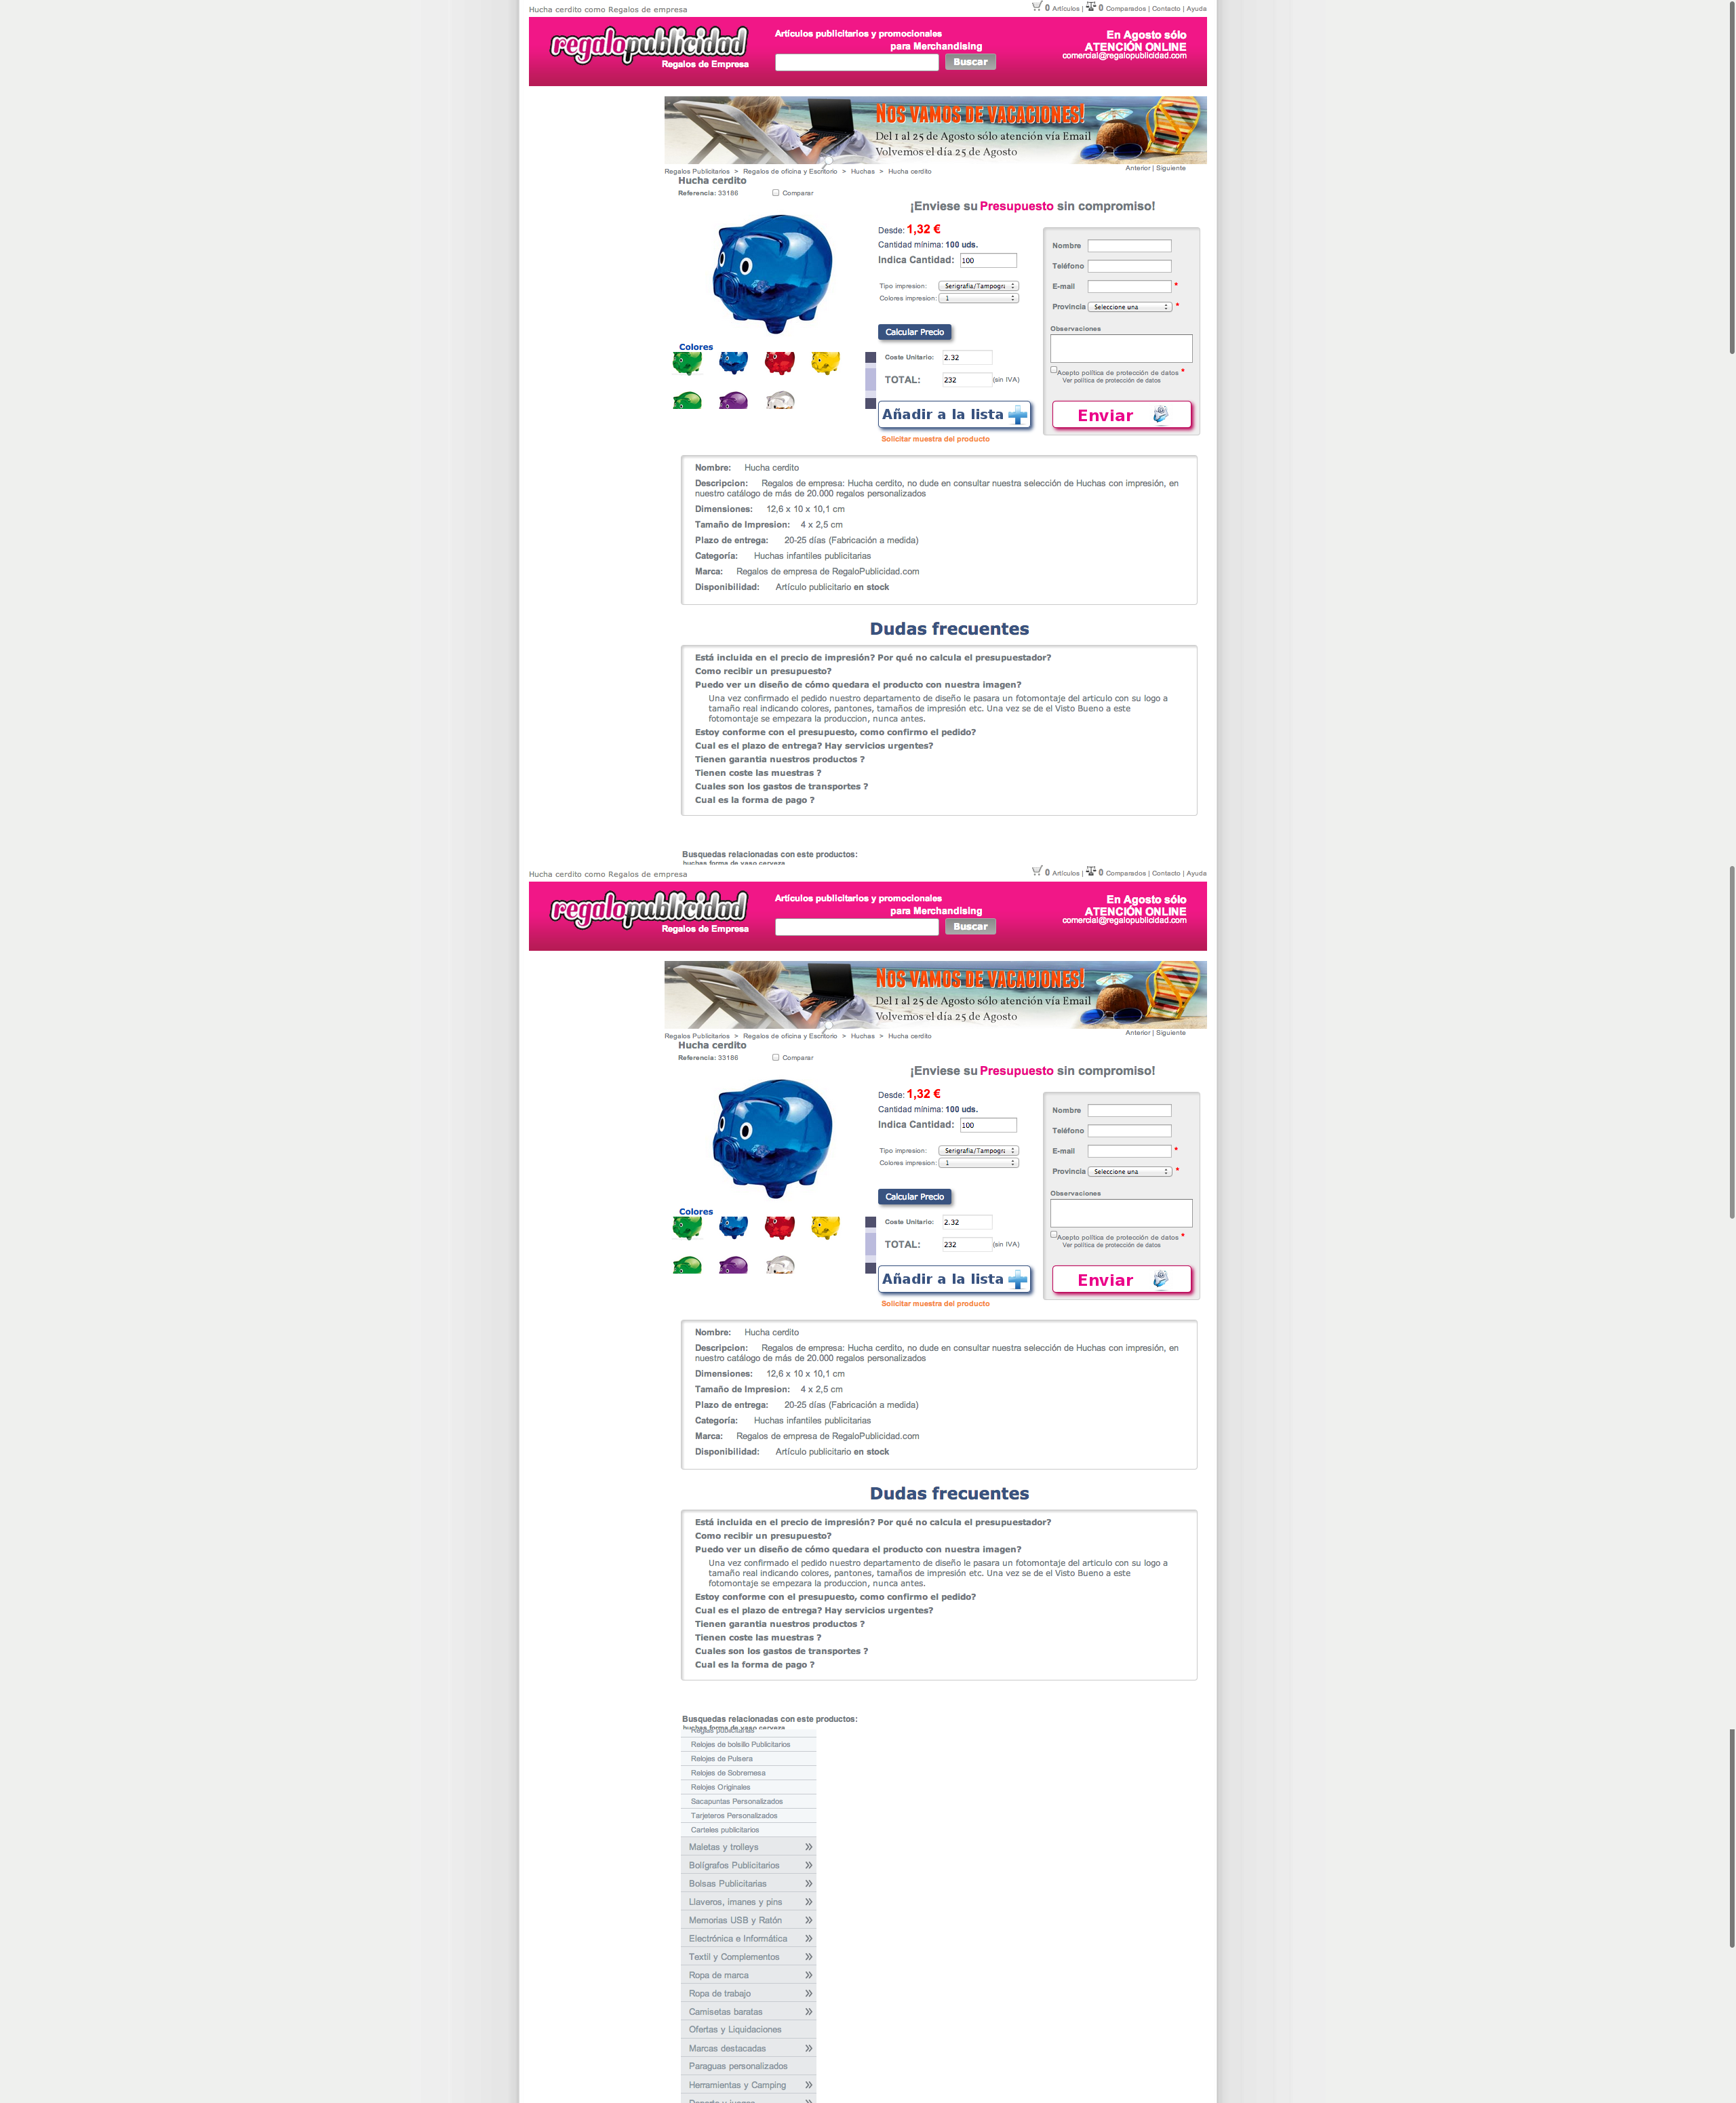 Hucha cerdito como Regalos de empresa
0 Artículos | 0 Comparados | Contacto | Ayuda
regalopublicidad
Regalos de Empresa
Artículos publicitarios y promocionales
para Merchandising
Buscar
En Agosto sólo
ATENCIÓN ONLINE
comercial@regalopublicidad.com
NOS VAMOS DE VACACIONES!
Del 1 al 25 de Agosto sólo atención vía Email
Volvemos el día 25 de Agosto
Regalos Publicitarios > Regalos de oficina y Escritorio > Huchas > Hucha cerdito
Anterior | Siguiente
Hucha cerdito
Referencia: 33186
Comparar
¡Enviese su Presupuesto sin compromiso!
Desde: 1,32 €
Cantidad mínima: 100 uds.
Indica Cantidad: 100
Tipo impresion: Serigrafia/Tampogra
Colores impresion: 1
Calcular Precio
Coste Unitario: 2.32
TOTAL: 232 (sin IVA)
Añadir a la lista
Solicitar muestra del producto
Nombre
Teléfono
E-mail *
Provincia Seleccione una *
Observaciones
Acepto política de protección de datos *
Ver política de protección de datos
Enviar
Colores
Nombre: Hucha cerdito
Descripcion: Regalos de empresa: Hucha cerdito, no dude en consultar nuestra selección de Huchas con impresión, en
nuestro catálogo de más de 20.000 regalos personalizados
Dimensiones: 12,6 x 10 x 10,1 cm
Tamaño de Impresion: 4 x 2,5 cm
Plazo de entrega: 20-25 días (Fabricación a medida)
Categoría: Huchas infantiles publicitarias
Marca: Regalos de empresa de RegaloPublicidad.com
Disponibilidad: Artículo publicitario en stock
Dudas frecuentes
Está incluida en el precio de impresión? Por qué no calcula el presupuestador?
Como recibir un presupuesto?
Puedo ver un diseño de cómo quedara el producto con nuestra imagen?
Una vez confirmado el pedido nuestro departamento de diseño le pasara un fotomontaje del articulo con su logo a
tamaño real indicando colores, pantones, tamaños de impresión etc. Una vez se de el Visto Bueno a este
fotomontaje se empezara la produccion, nunca antes.
Estoy conforme con el presupuesto, como confirmo el pedido?
Cual es el plazo de entrega? Hay servicios urgentes?
Tienen garantia nuestros productos ?
Tienen coste las muestras ?
Cuales son los gastos de transportes ?
Cual es la forma de pago ?
Busquedas relacionadas con este productos:
huchas forma de vaso cerveza
Hucha cerdito como Regalos de empresa
0 Artículos | 0 Comparados | Contacto | Ayuda
regalopublicidad
Regalos de Empresa
Artículos publicitarios y promocionales
para Merchandising
Buscar
En Agosto sólo
ATENCIÓN ONLINE
comercial@regalopublicidad.com
NOS VAMOS DE VACACIONES!
Del 1 al 25 de Agosto sólo atención vía Email
Volvemos el día 25 de Agosto
Regalos Publicitarios > Regalos de oficina y Escritorio > Huchas > Hucha cerdito
Anterior | Siguiente
Hucha cerdito
Referencia: 33186
Comparar
¡Enviese su Presupuesto sin compromiso!
Desde: 1,32 €
Cantidad mínima: 100 uds.
Indica Cantidad: 100
Tipo impresion: Serigrafia/Tampogra
Colores impresion: 1
Calcular Precio
Coste Unitario: 2.32
TOTAL: 232 (sin IVA)
Añadir a la lista
Solicitar muestra del producto
Nombre
Teléfono
E-mail *
Provincia Seleccione una *
Observaciones
Acepto política de protección de datos *
Ver política de protección de datos
Enviar
Colores
Nombre: Hucha cerdito
Descripcion: Regalos de empresa: Hucha cerdito, no dude en consultar nuestra selección de Huchas con impresión, en
nuestro catálogo de más de 20.000 regalos personalizados
Dimensiones: 12,6 x 10 x 10,1 cm
Tamaño de Impresion: 4 x 2,5 cm
Plazo de entrega: 20-25 días (Fabricación a medida)
Categoría: Huchas infantiles publicitarias
Marca: Regalos de empresa de RegaloPublicidad.com
Disponibilidad: Artículo publicitario en stock
Dudas frecuentes
Está incluida en el precio de impresión? Por qué no calcula el presupuestador?
Como recibir un presupuesto?
Puedo ver un diseño de cómo quedara el producto con nuestra imagen?
Una vez confirmado el pedido nuestro departamento de diseño le pasara un fotomontaje del articulo con su logo a
tamaño real indicando colores, pantones, tamaños de impresión etc. Una vez se de el Visto Bueno a este
fotomontaje se empezara la produccion, nunca antes.
Estoy conforme con el presupuesto, como confirmo el pedido?
Cual es el plazo de entrega? Hay servicios urgentes?
Tienen garantia nuestros productos ?
Tienen coste las muestras ?
Cuales son los gastos de transportes ?
Cual es la forma de pago ?
Busquedas relacionadas con este productos:
huchas forma de vaso cerveza
Reglas publicitarias
Relojes de bolsillo Publicitarios
Relojes de Pulsera
Relojes de Sobremesa
Relojes Originales
Sacapuntas Personalizados
Tarjeteros Personalizados
Carteles publicitarios
Maletas y trolleys
Bolígrafos Publicitarios
Bolsas Publicitarias
Llaveros, imanes y pins
Memorias USB y Ratón
Electrónica e Informática
Textil y Complementos
Ropa de marca
Ropa de trabajo
Camisetas baratas
Ofertas y Liquidaciones
Marcas destacadas
Paraguas personalizados
Herramientas y Camping